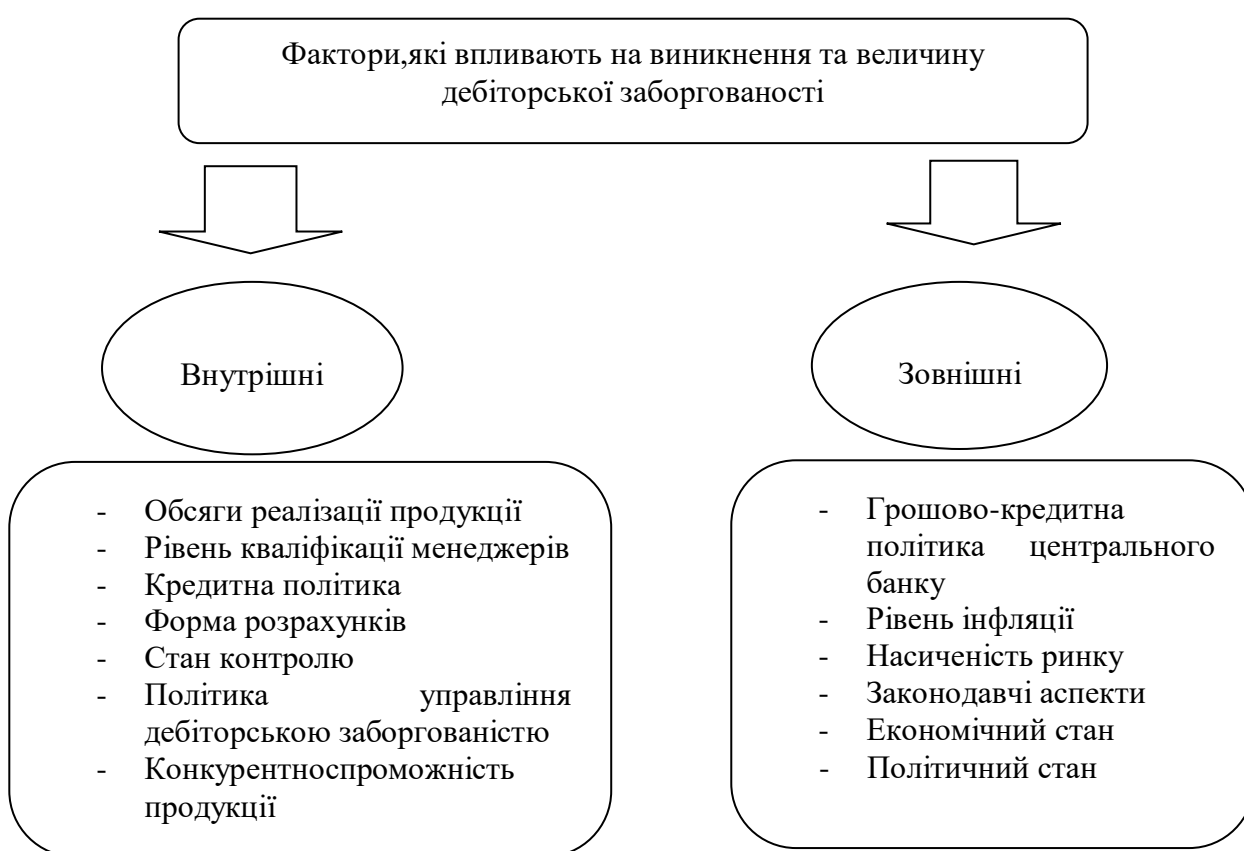 Фактори,які впливають на виникнення та величину
дебіторської заборгованості
Внутрішні
- Обсяги реалізації продукції
- Рівень кваліфікації менеджерів
- Кредитна політика
- Форма розрахунків
- Стан контролю
- Політика управління
дебіторською заборгованістю
- Конкурентноспроможність
продукції
Зовнішні
- Грошово-кредитна
політика центрального
банку
- Рівень інфляції
- Насиченість ринку
- Законодавчі аспекти
- Економічний стан
- Політичний стан